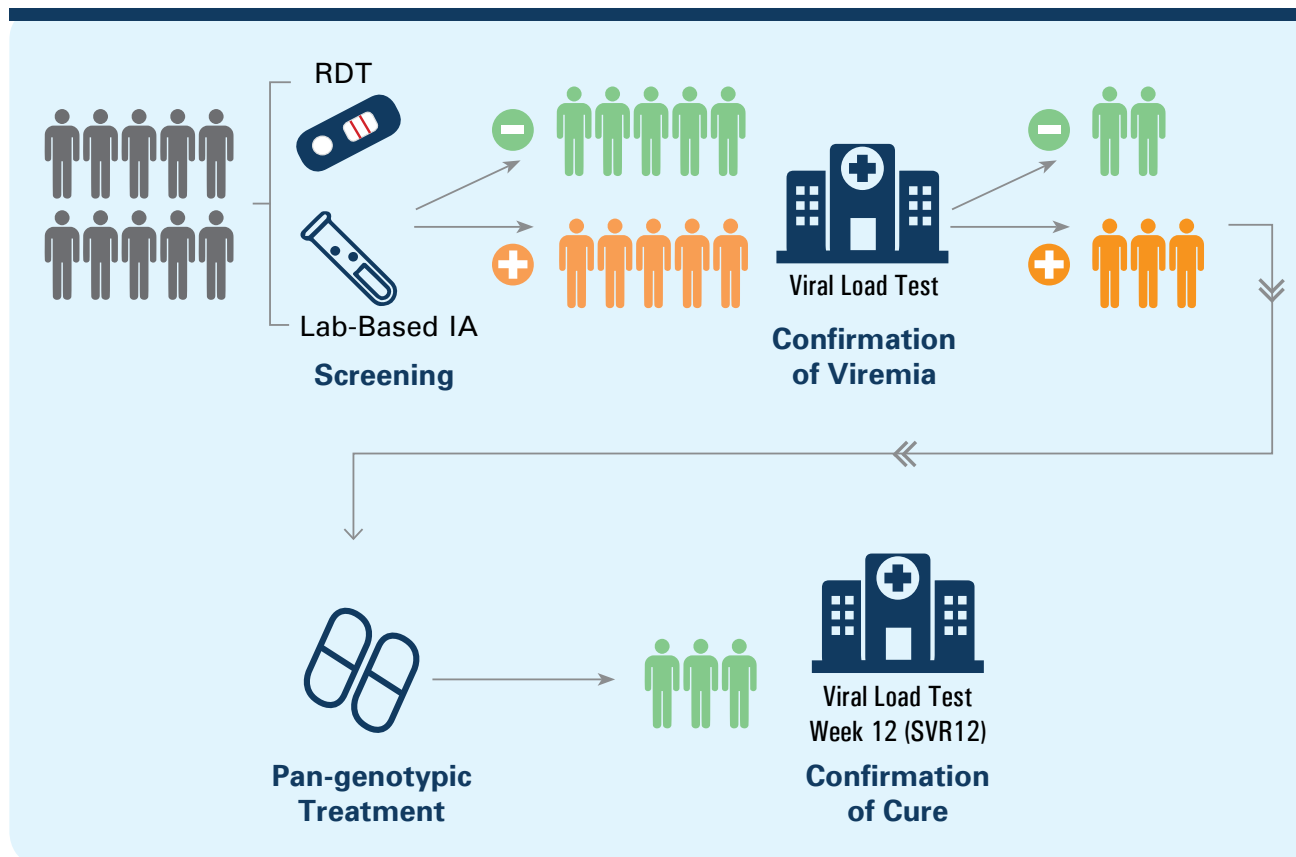 RDT
Lab-Based IA
Screening
Viral Load Test
Confirmation
of Viremia
Pan-genotypic
Treatment
Viral Load Test
Week 12 (SVR12)
Confirmation
of Cure